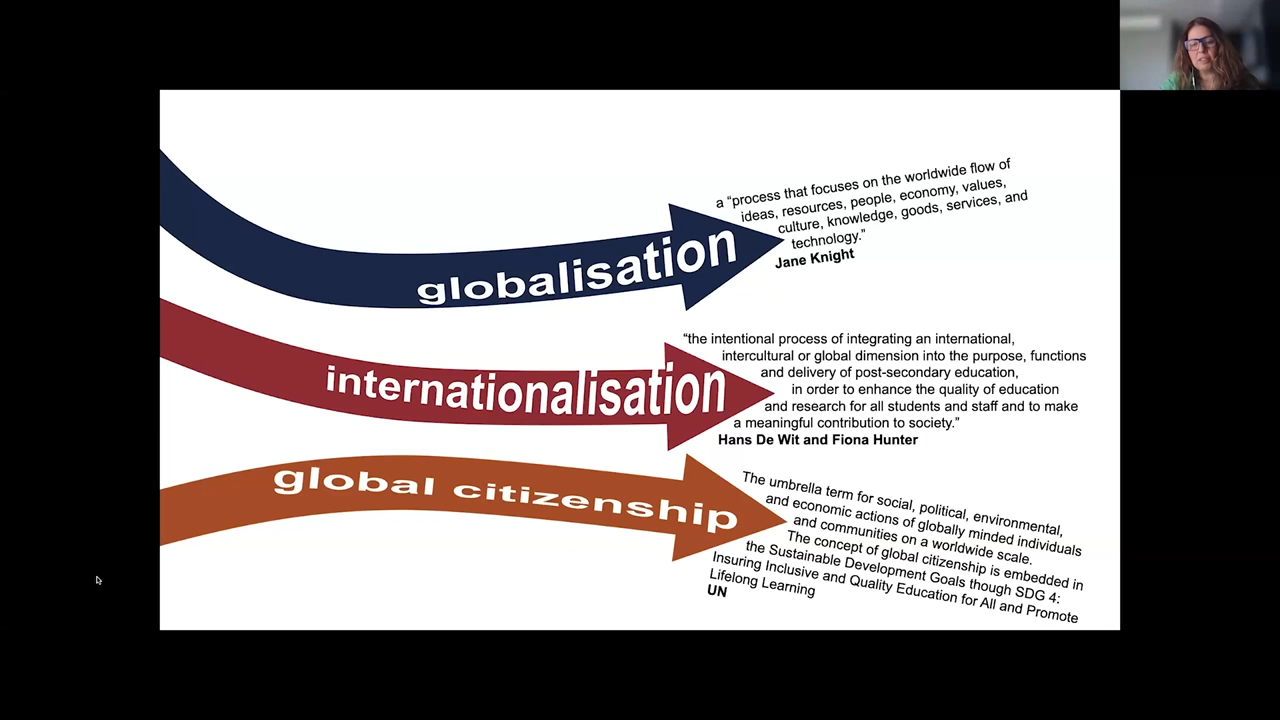 globalisation
a “process that focuses on the worldwide flow of
ideas, resources, people, economy, values,
culture, knowledge, goods, services, and
technology.”
Jane Knight
internationalisation
“the intentional process of integrating an international,
intercultural or global dimension into the purpose, functions
and delivery of post-secondary education,
in order to enhance the quality of education
and research for all students and staff and to make
a meaningful contribution to society.”
Hans De Wit and Fiona Hunter
global citizenship
The umbrella term for social, political, environmental,
and economic actions of globally minded individuals
and communities on a worldwide scale.
The concept of global citizenship is embedded in
the Sustainable Development Goals though SDG 4:
Insuring Inclusive and Quality Education for All and Promote
Lifelong Learning
UN